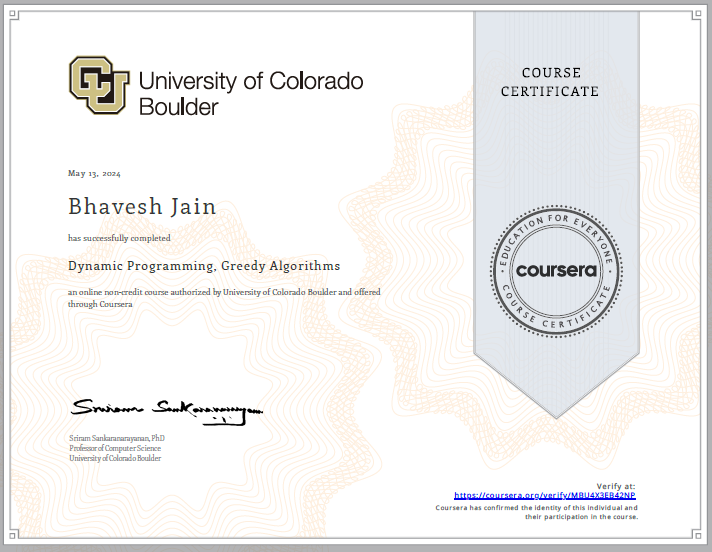 University of Colorado
Boulder
COURSE
CERTIFICATE
May 13, 2024
Bhavesh Jain
has successfully completed
Dynamic Programming, Greedy Algorithms
an online non-credit course authorized by University of Colorado Boulder and offered
through Coursera
EDUCATION FOR EVERYONE
coursera
COURSE CERTIFICATE
Sriram Sankaranarayanan
Sriram Sankaranarayanan, PhD
Professor of Computer Science
University of Colorado Boulder
Verify at:
https://coursera.org/verify/MBU4X3EB42NP
Coursera has confirmed the identity of this individual and
their participation in the course.